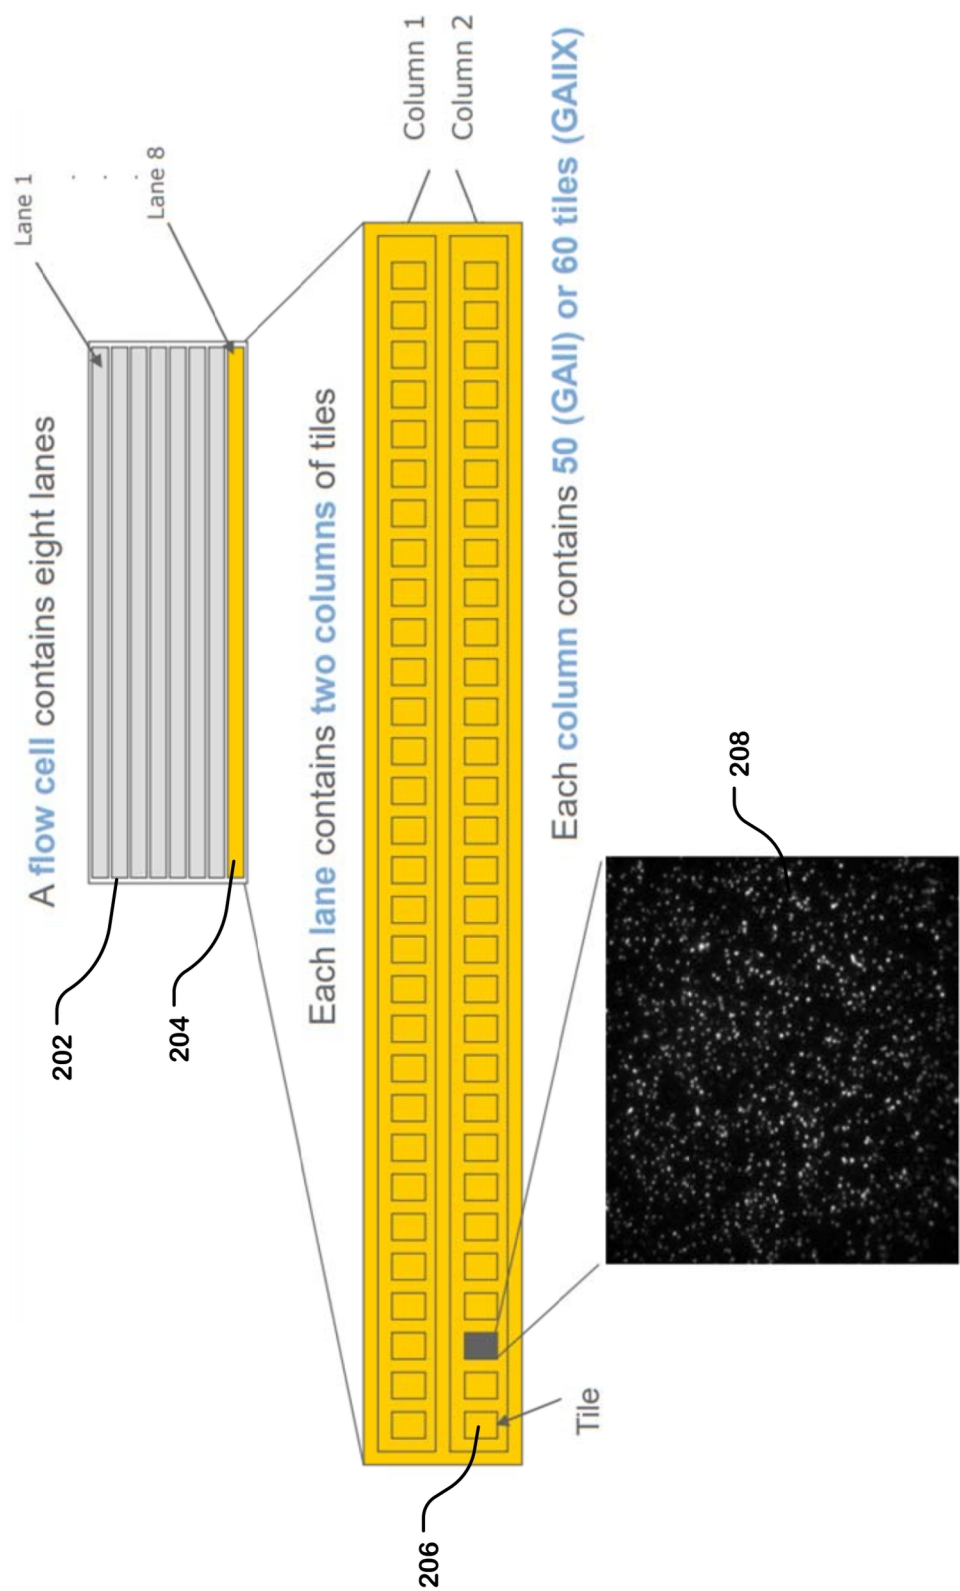 A flow cell contains eight lanes
Lane 1
.
.
.
Lane 8
202
204
Each lane contains two columns of tiles
Column 1
Column 2
206
Tile
Each column contains 50 (GAII) or 60 tiles (GAIIX)
208